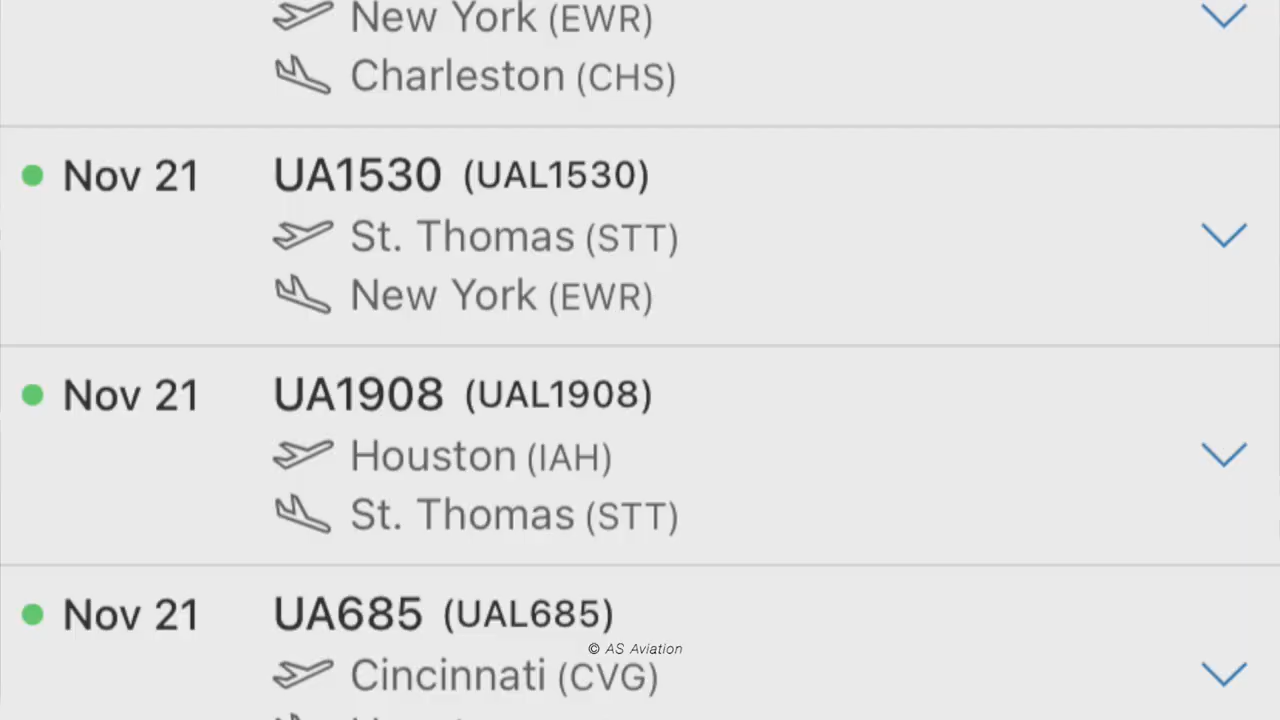 New York (EWR)
Charleston (CHS)
Nov 21 UA1530 (UAL1530)
St. Thomas (STT)
New York (EWR)
Nov 21 UA1908 (UAL1908)
Houston (IAH)
St. Thomas (STT)
Nov 21 UA685 (UAL685)
© AS Aviation
Cincinnati (CVG)